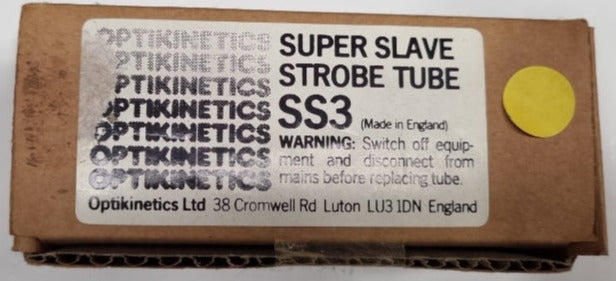 OPTIKINETICS
OPTIKINETICS
OPTIKINETICS
OPTIKINETICS
OPTIKINETICS
OPTIKINETICS
OPTIKINETICS
SUPER SLAVE
STROBE TUBE
SS3 (Made in England)
WARNING: Switch off equip-
ment and disconnect from
mains before replacing tube.
Optikinetics Ltd 38 Cromwell Rd Luton LU3 1DN England